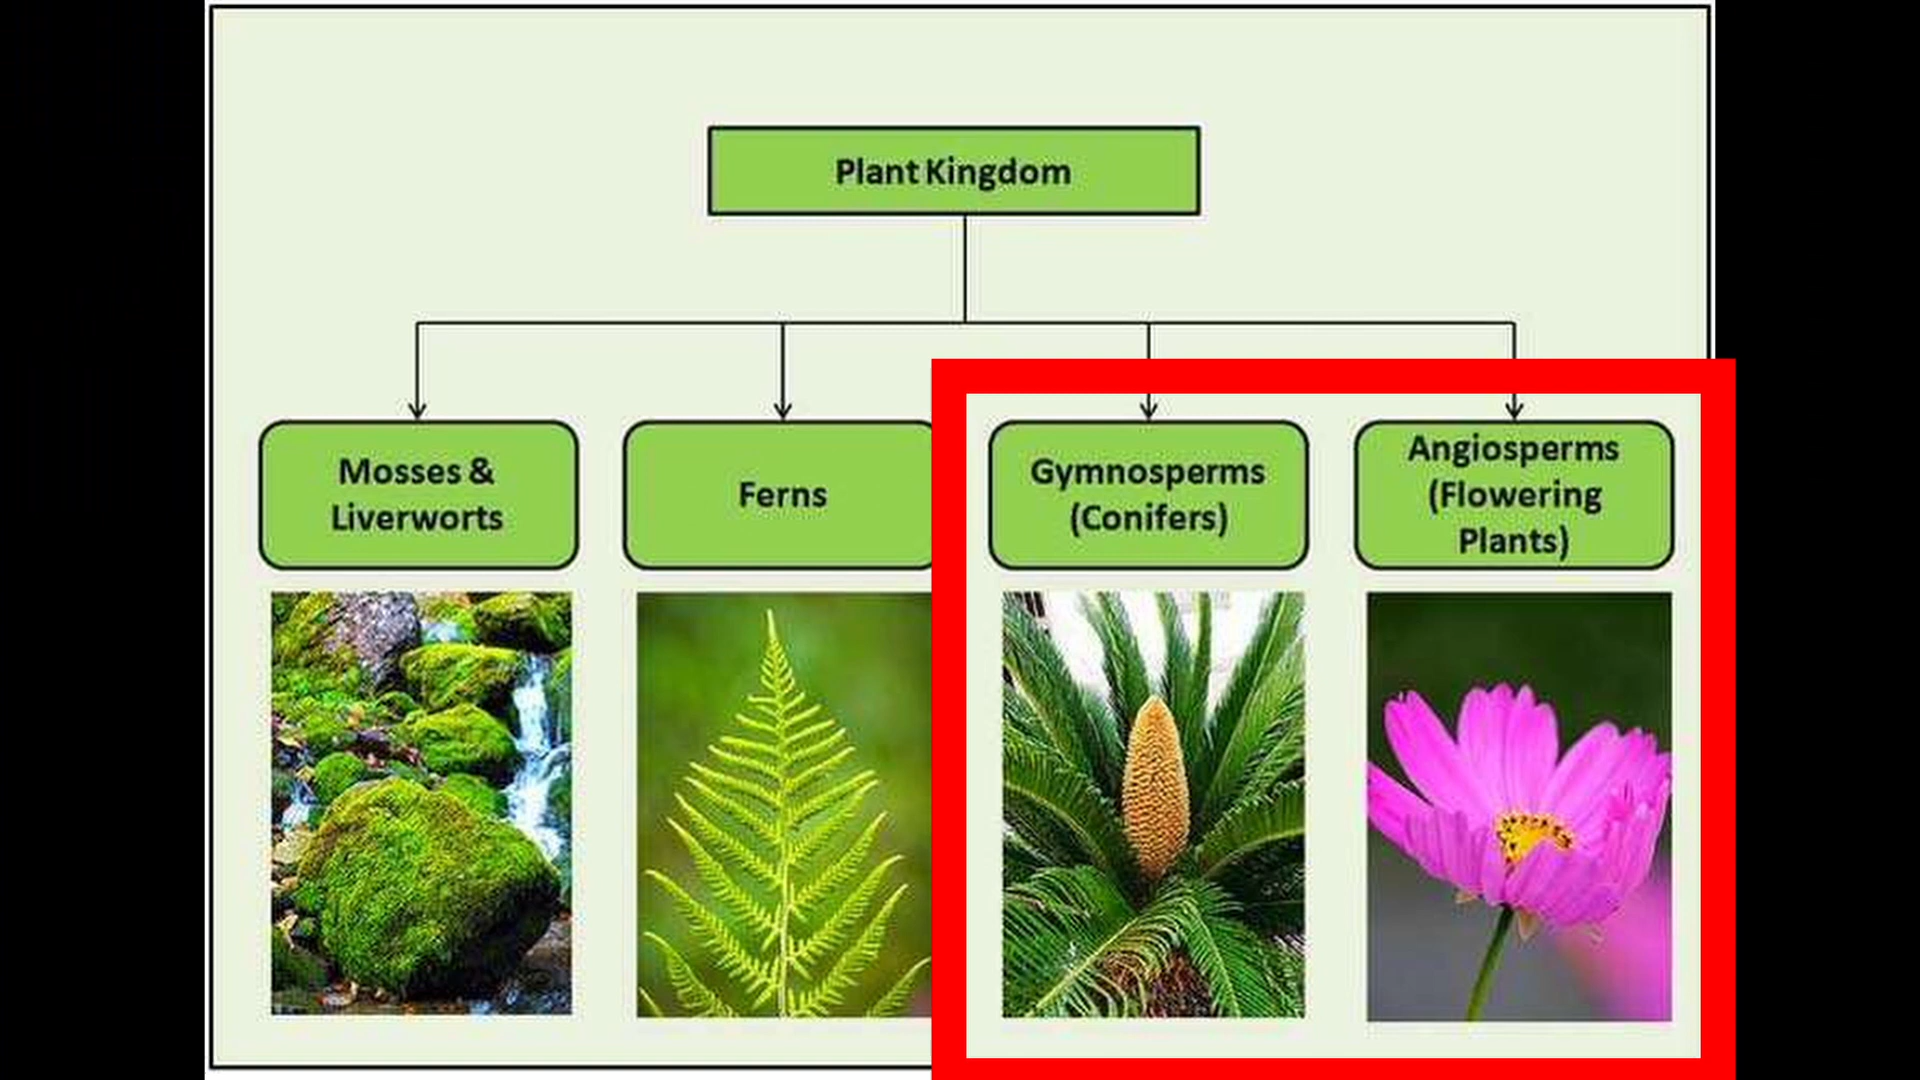 Plant Kingdom
Mosses &
Liverworts
Ferns
Gymnosperms
(Conifers)
Angiosperms
(Flowering
Plants)